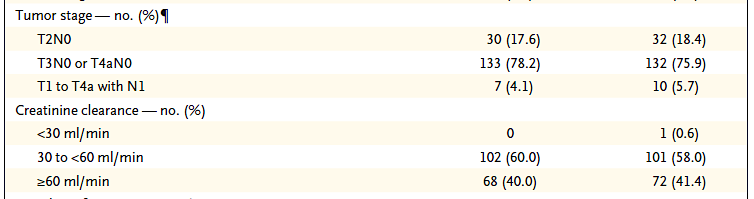 Tumor stage — no. (%)¶
T2N0 30 (17.6) 32 (18.4)
T3N0 or T4aN0 133 (78.2) 132 (75.9)
T1 to T4a with N1 7 (4.1) 10 (5.7)
Creatinine clearance — no. (%)
<30 ml/min 0 1 (0.6)
30 to <60 ml/min 102 (60.0) 101 (58.0)
≥60 ml/min 68 (40.0) 72 (41.4)